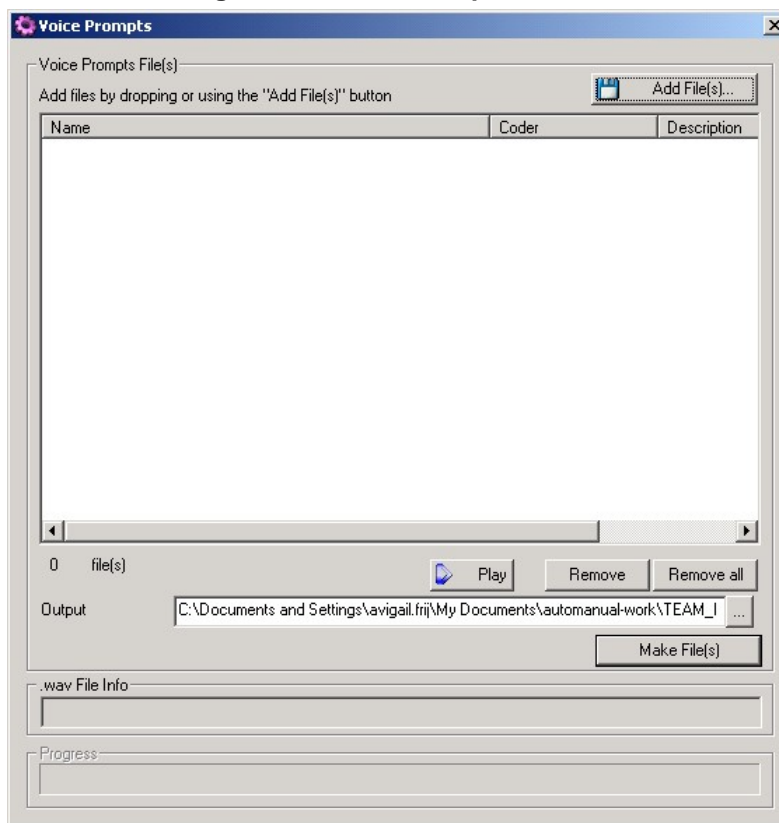 Voice Prompts
Voice Prompts File(s)
Add files by dropping or using the "Add File(s)" button
Add File(s)...
Name Coder Description
0 file(s)
Play Remove Remove all
Output C:\Documents and Settings\avigail.frij\My Documents\automanual-work\TEAM_I ...
Make File(s)
.wav File Info
Progress